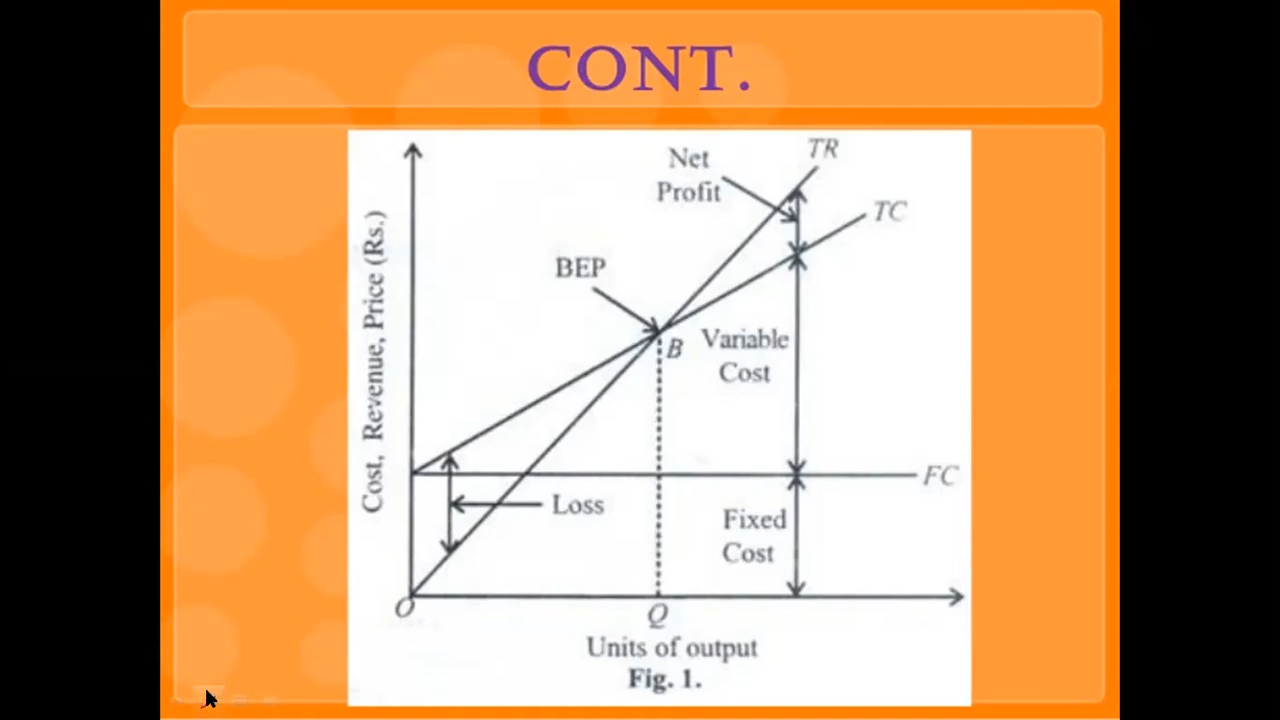 CONT.
Net
Profit
TR
TC
BEP
B
Variable
Cost
Cost, Revenue, Price (Rs.)
FC
Loss
Fixed
Cost
O
Q
Units of output
Fig. 1.